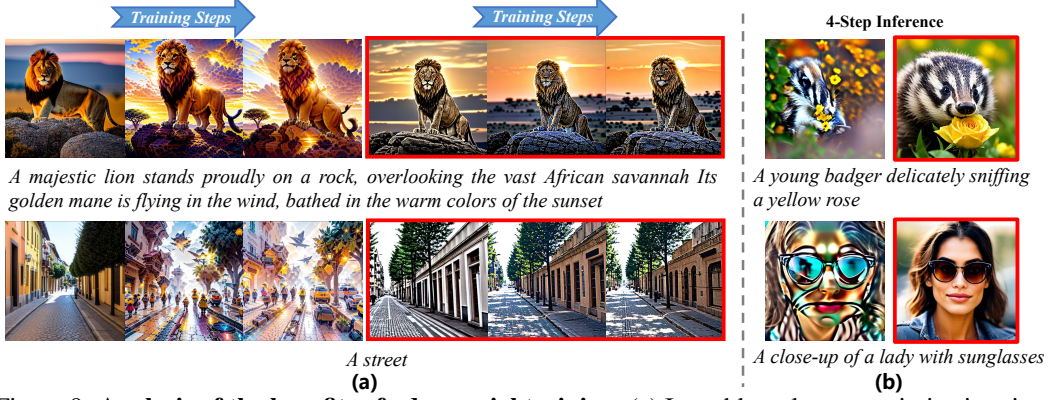 Training Steps
Training Steps
4-Step Inference
A majestic lion stands proudly on a rock, overlooking the vast African savannah Its
golden mane is flying in the wind, bathed in the warm colors of the sunset
A young badger delicately sniffing
a yellow rose
A street
A close-up of a lady with sunglasses
(a)
(b)